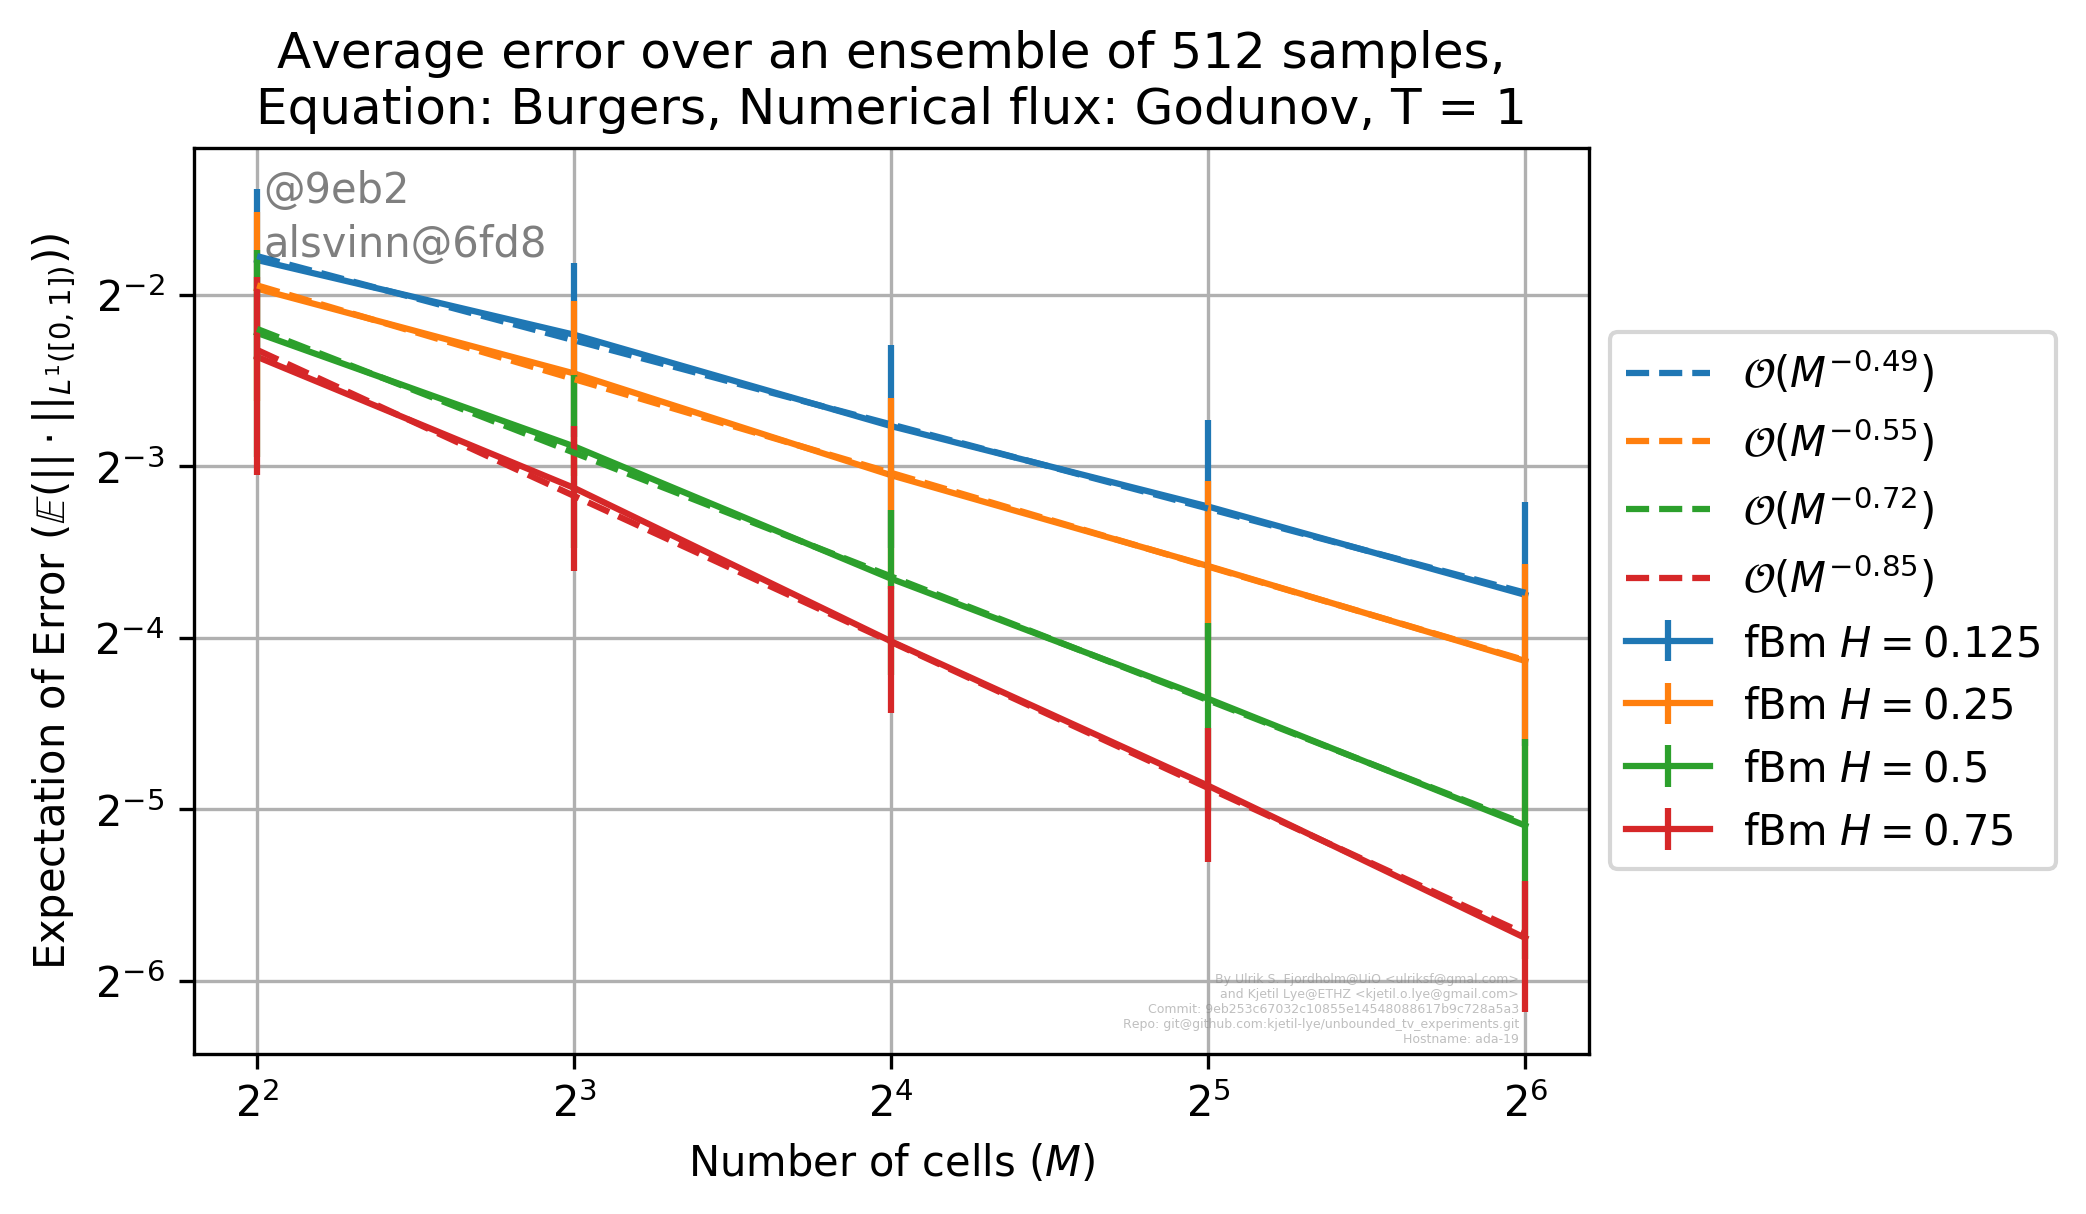 Average error over an ensemble of 512 samples,
Equation: Burgers, Numerical flux: Godunov, T = 1
@9eb2
alsvinn@6fd8
Expectation of Error (𝔼(||·||_{L^1([0,1])}))
2^{-2}
2^{-3}
2^{-4}
2^{-5}
2^{-6}
By Ulrik S. Fjordholm@UiO <ulriksf@gmal.com>
and Kjetil Lye@ETHZ <kjetil.o.lye@gmail.com>
Commit: 9eb253c67032c10855e14548088617b9c728a5a3
Repo: git@github.com:kjetil-lye/unbounded_tv_experiments.git
Hostname: ada-19
2^2 2^3 2^4 2^5 2^6
Number of cells (M)
𝒪(M^{-0.49})
𝒪(M^{-0.55})
𝒪(M^{-0.72})
𝒪(M^{-0.85})
fBm H = 0.125
fBm H = 0.25
fBm H = 0.5
fBm H = 0.75